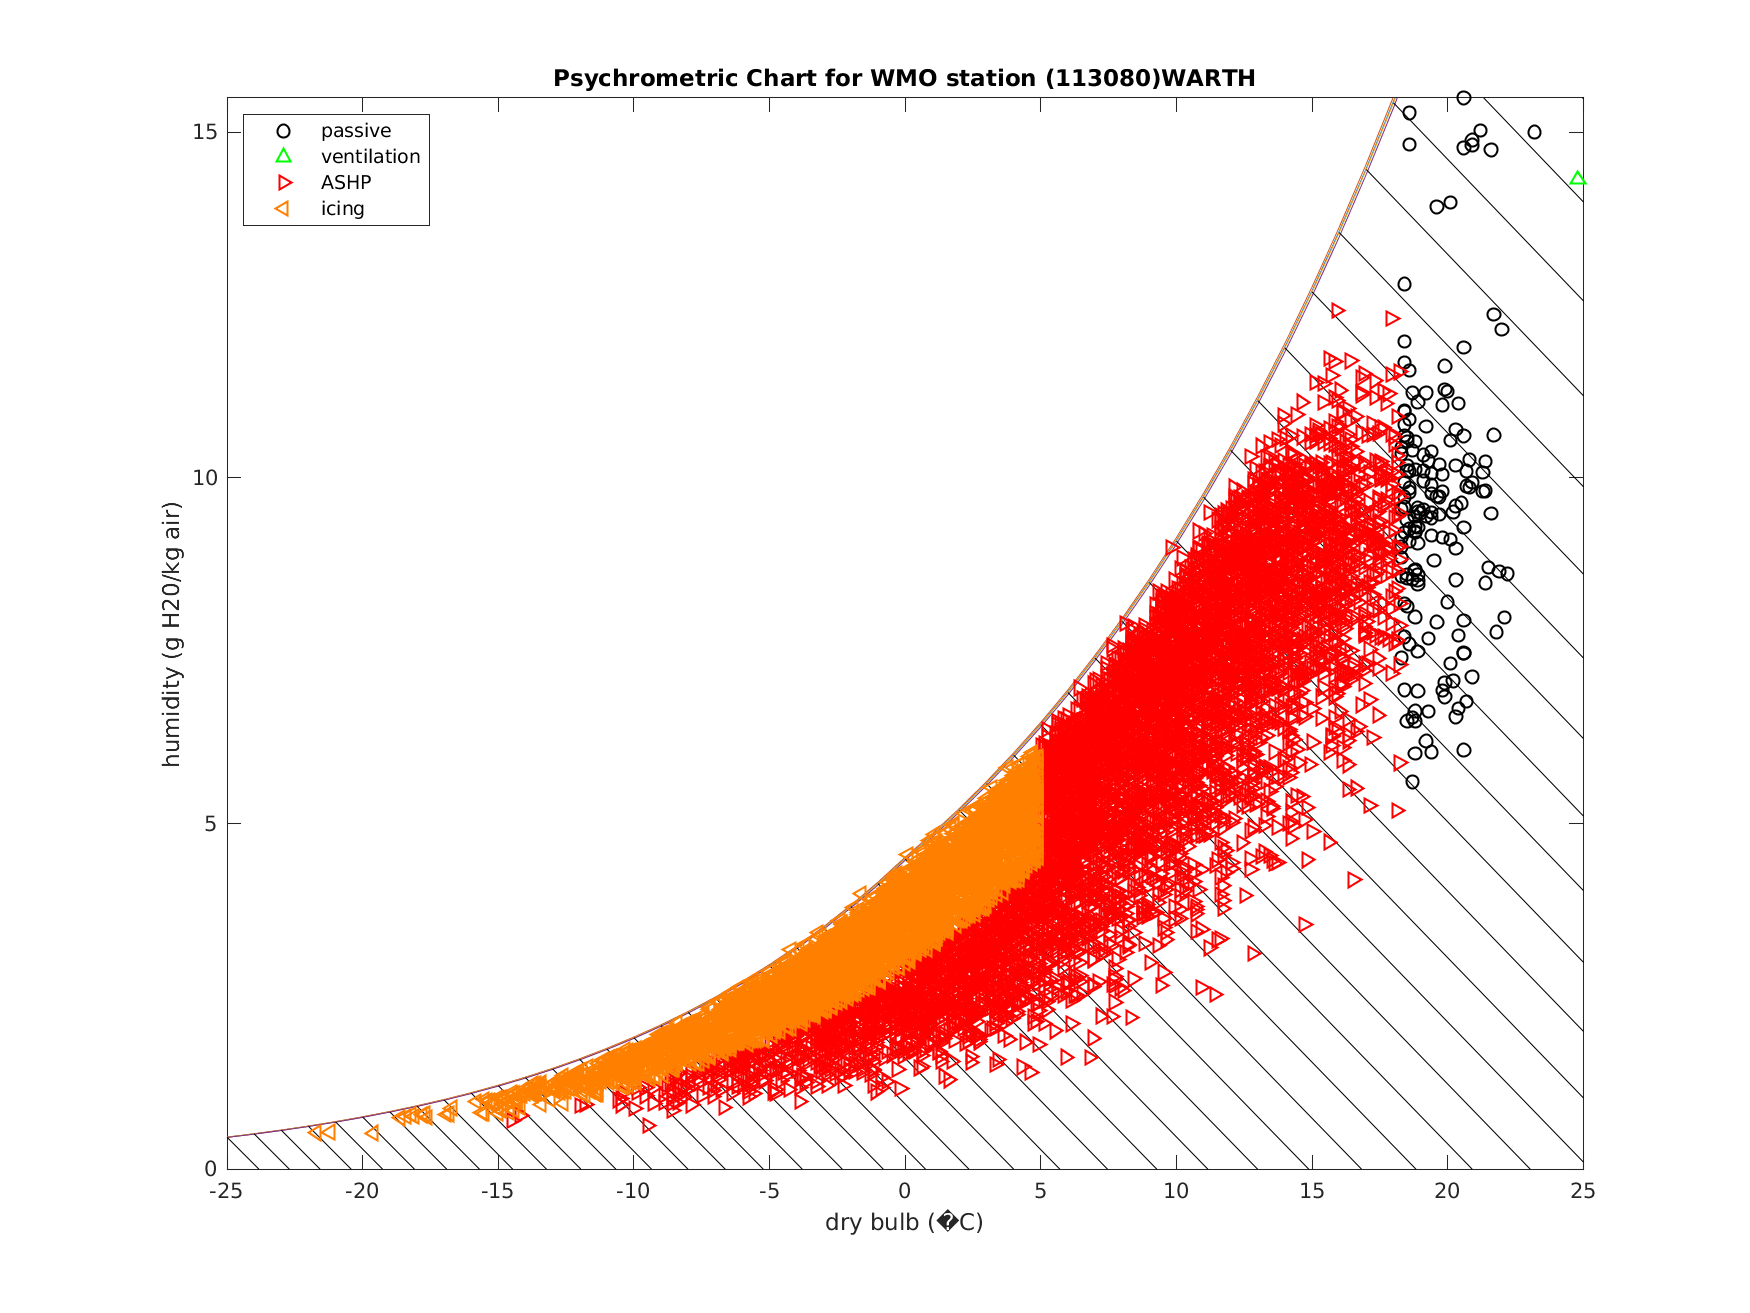 Psychrometric Chart for WMO station (113080)WARTH
passive
ventilation
ASHP
icing
humidity (g H20/kg air)
15
10
5
0
-25 -20 -15 -10 -5 0 5 10 15 20 25
dry bulb (�C)